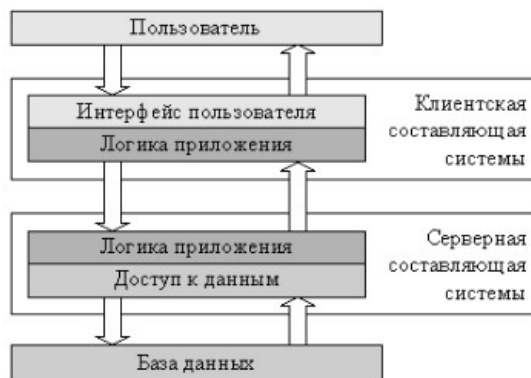 Пользователь
Интерфейс пользователя
Логика приложения
Клиентская
составляющая
системы
Логика приложения
Доступ к данным
Серверная
составляющая
системы
База данных